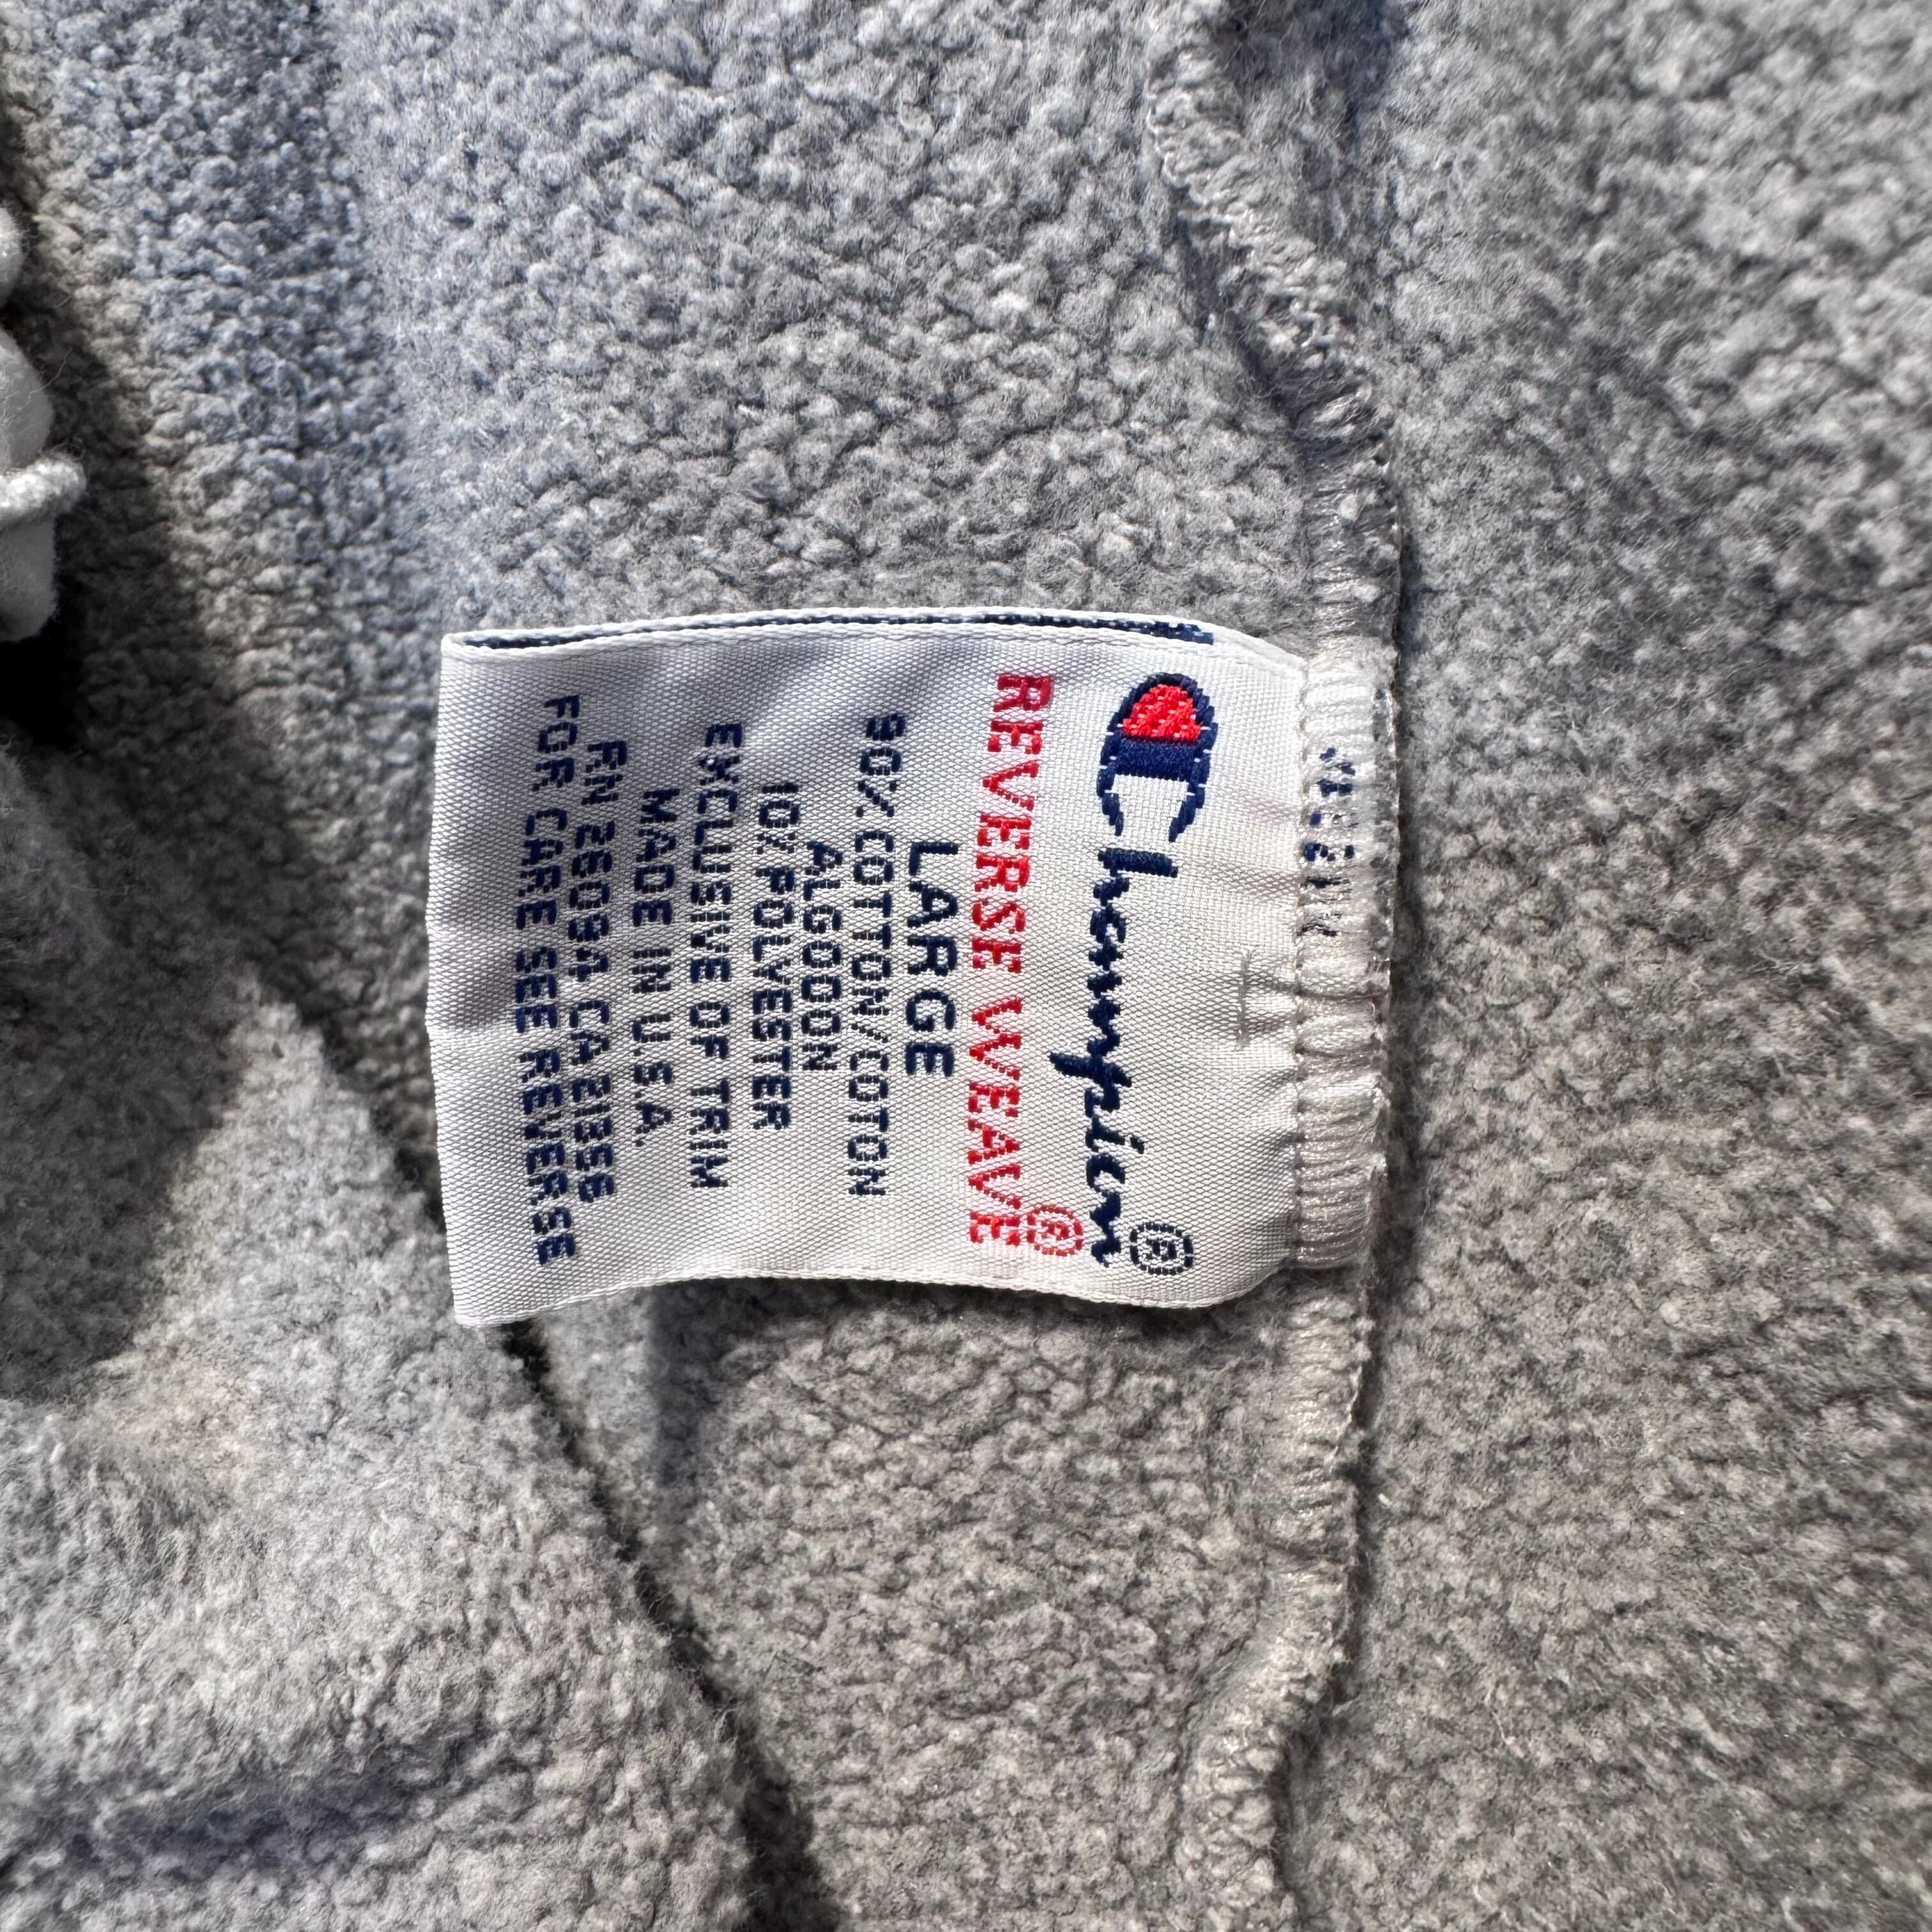 Champion®
REVERSE WEAVE®
LARGE
90% COTTON/COTON
ALGODON
10% POLYESTER
EXCLUSIVE OF TRIM
MADE IN U.S.A.
RN 26094 CA 22186
FOR CARE SEE REVERSE